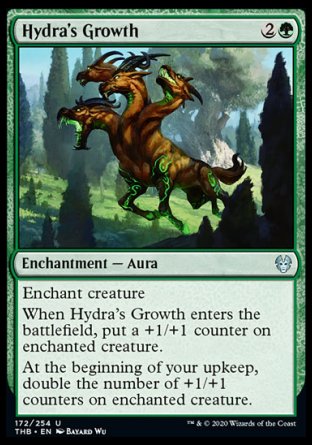 Hydra's Growth 2
Enchantment — Aura
Enchant creature
When Hydra's Growth enters the
battlefield, put a +1/+1 counter on
enchanted creature.
At the beginning of your upkeep,
double the number of +1/+1
counters on enchanted creature.
172/254 U
THB • EN Bayard Wu
™ & © 2020 Wizards of the Coast